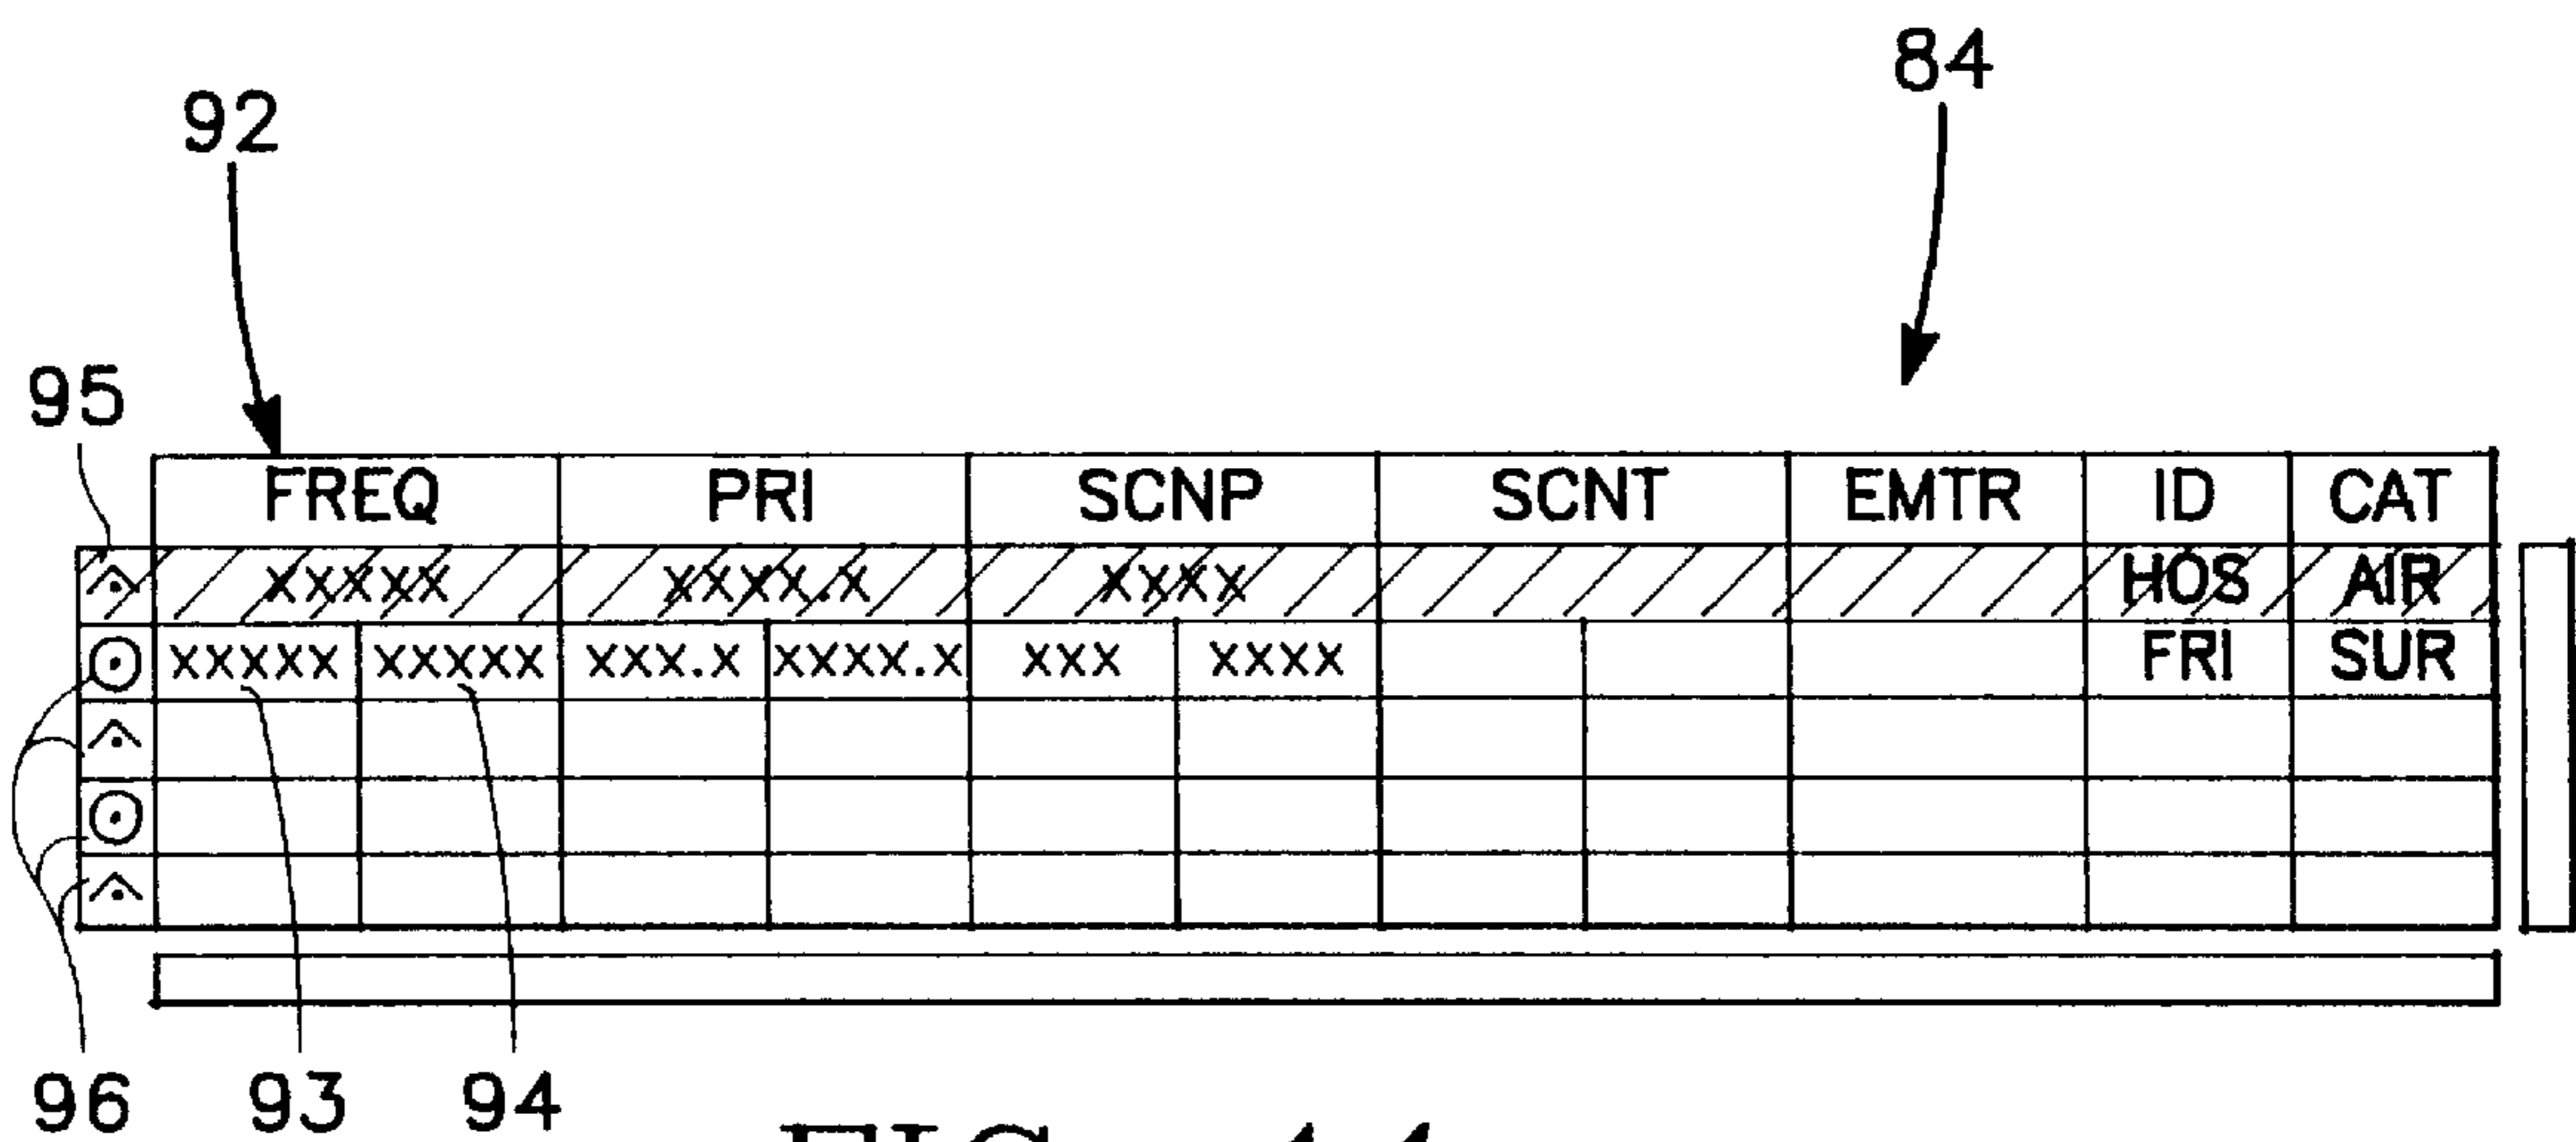 84
92
95
FREQ PRI SCNP SCNT EMTR ID CAT
XXXXX XXXX.X XXXX HOS AIR
XXXXX XXXXX XXX.X XXXX.X XXX XXXX FRI SUR
96 93 94